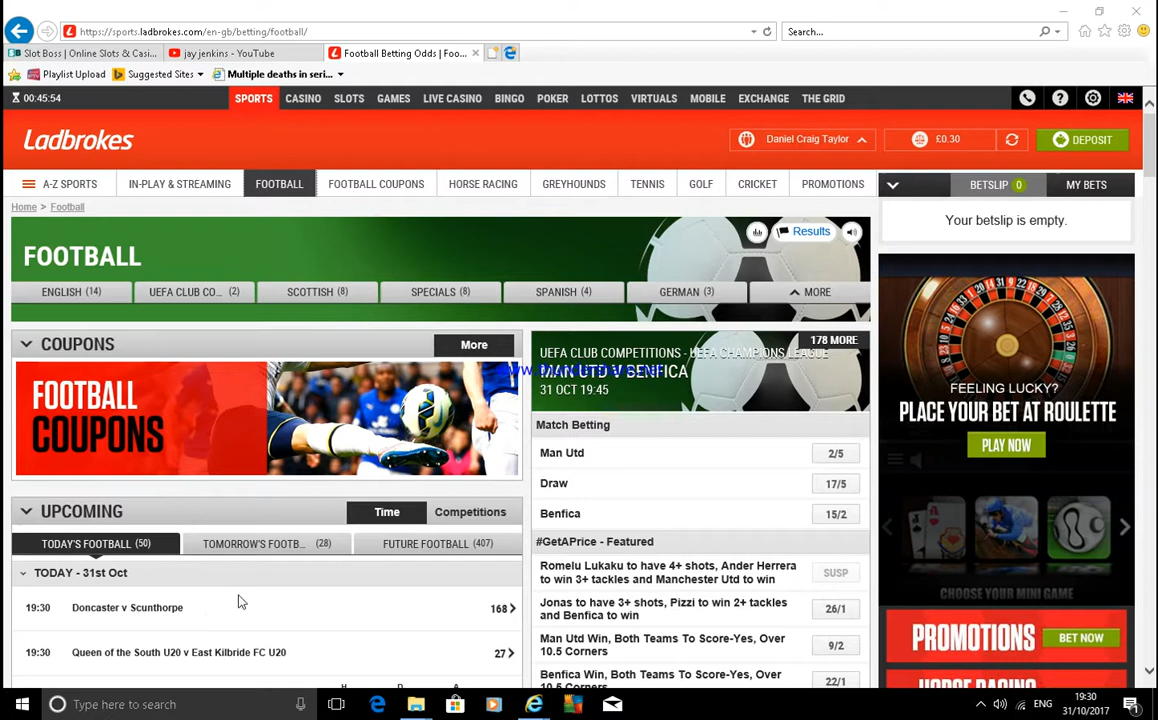 https://sports.ladbrokes.com/en-gb/betting/football/
Search...
Slot Boss | Online Slots & Casi...
jay jenkins - YouTube
Football Betting Odds | Foo...
Playlist Upload
Suggested Sites
Multiple deaths in seri...
00:45:54
SPORTS CASINO SLOTS GAMES LIVE CASINO BINGO POKER LOTTOS VIRTUALS MOBILE EXCHANGE THE GRID
Ladbrokes
Daniel Craig Taylor
£0.30
DEPOSIT
A-Z SPORTS IN-PLAY & STREAMING FOOTBALL FOOTBALL COUPONS HORSE RACING GREYHOUNDS TENNIS GOLF CRICKET PROMOTIONS
BETSLIP 0
MY BETS
Home > Football
Your betslip is empty.
Results
FOOTBALL
ENGLISH (14) UEFA CLUB CO... (2) SCOTTISH (8) SPECIALS (8) SPANISH (4) GERMAN (3) MORE
COUPONS
More
FOOTBALL
COUPONS
178 MORE
UEFA CLUB COMPETITIONS - UEFA CHAMPIONS LEAGUE
MAN UTD V BENFICA
31 OCT 19:45
Match Betting
Man Utd 2/5
Draw 17/5
Benfica 15/2
#GetAPrice - Featured
Romelu Lukaku to have 4+ shots, Ander Herrera
to win 3+ tackles and Manchester Utd to win
SUSP
Jonas to have 3+ shots, Pizzi to win 2+ tackles
and Benfica to win
26/1
Man Utd Win, Both Teams To Score-Yes, Over
10.5 Corners
9/2
Benfica Win, Both Teams To Score-Yes, Over
10.5 Corners
22/1
UPCOMING
Time
Competitions
TODAY'S FOOTBALL (50)
TOMORROW'S FOOTB... (28)
FUTURE FOOTBALL (407)
TODAY - 31st Oct
19:30 Doncaster v Scunthorpe 168
19:30 Queen of the South U20 v East Kilbride FC U20 27
H D A
FEELING LUCKY?
PLACE YOUR BET AT ROULETTE
PLAY NOW
CHOOSE YOUR MINI GAME
PROMOTIONS
BET NOW
HORSE RACING
Type here to search
ENG
19:30
31/10/2017